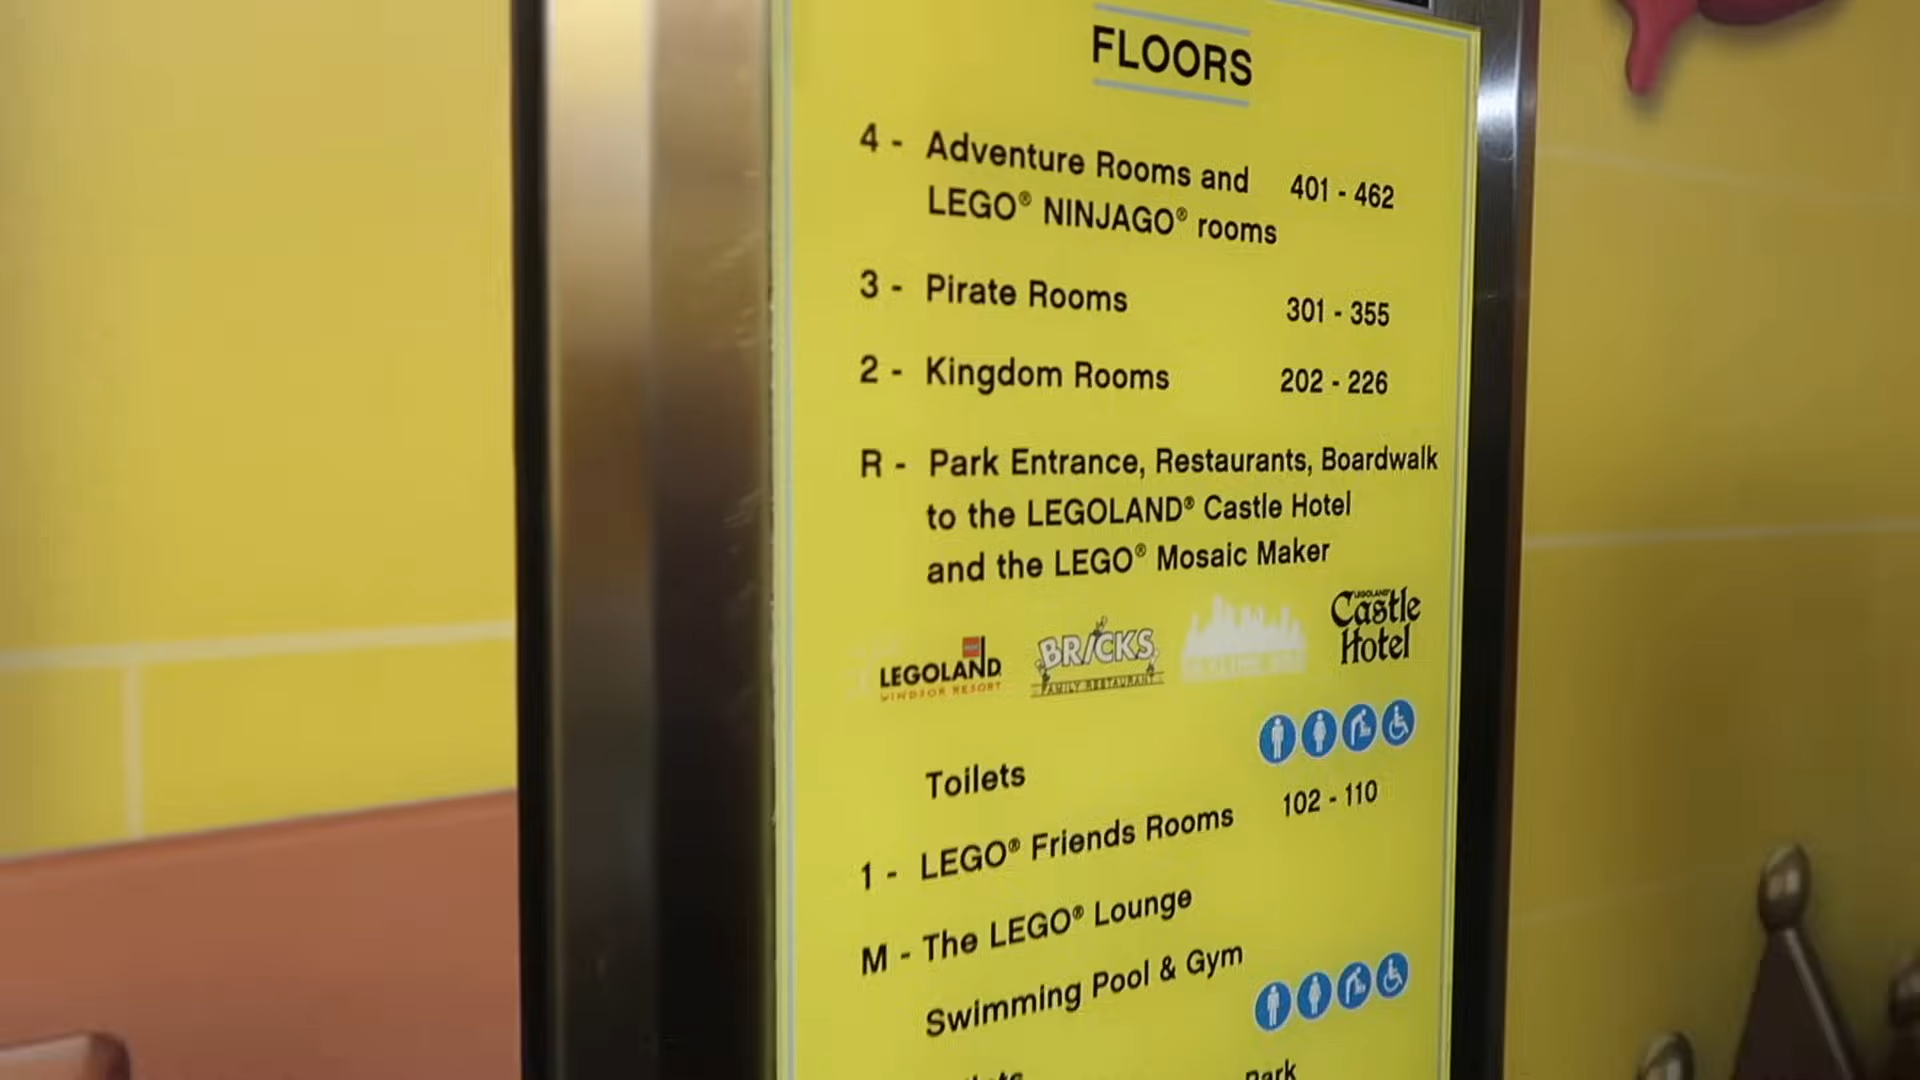 FLOORS
4 - Adventure Rooms and 401 - 462
LEGO® NINJAGO® rooms
3 - Pirate Rooms 301 - 355
2 - Kingdom Rooms 202 - 226
R - Park Entrance, Restaurants, Boardwalk
to the LEGOLAND® Castle Hotel
and the LEGO® Mosaic Maker
LEGOLAND
WINDSOR RESORT
BRICKS
FAMILY RESTAURANT
LEGOLAND
Castle
Hotel
Toilets
1 - LEGO® Friends Rooms 102 - 110
M - The LEGO® Lounge
Swimming Pool & Gym